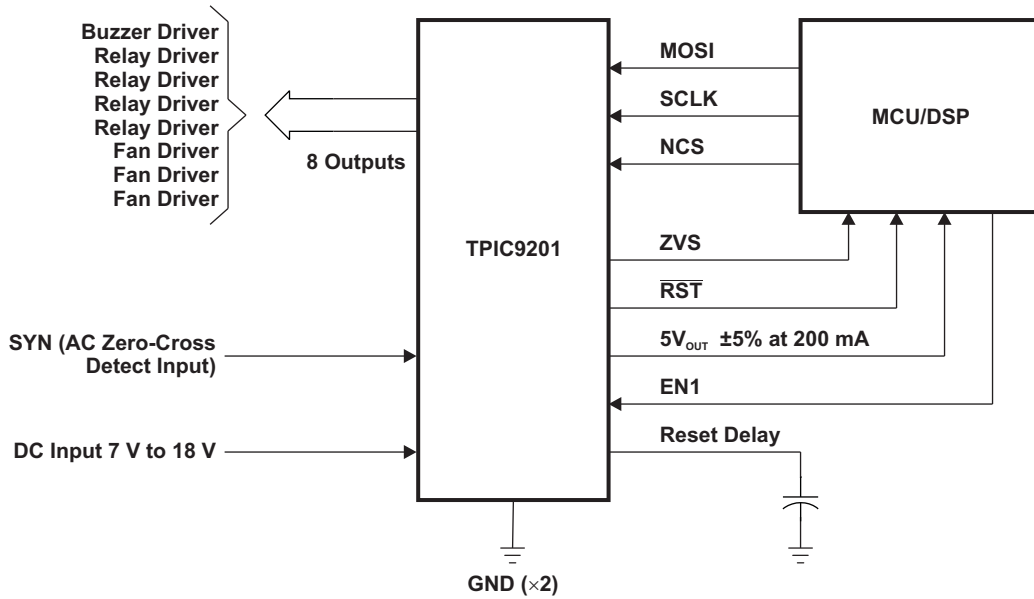 Buzzer Driver
Relay Driver
Relay Driver
Relay Driver
Relay Driver
Fan Driver
Fan Driver
Fan Driver
8 Outputs
SYN (AC Zero-Cross
Detect Input)
DC Input 7 V to 18 V
TPIC9201
GND (×2)
MOSI
SCLK
NCS
MCU/DSP
ZVS
RST
5VOUT ±5% at 200 mA
EN1
Reset Delay